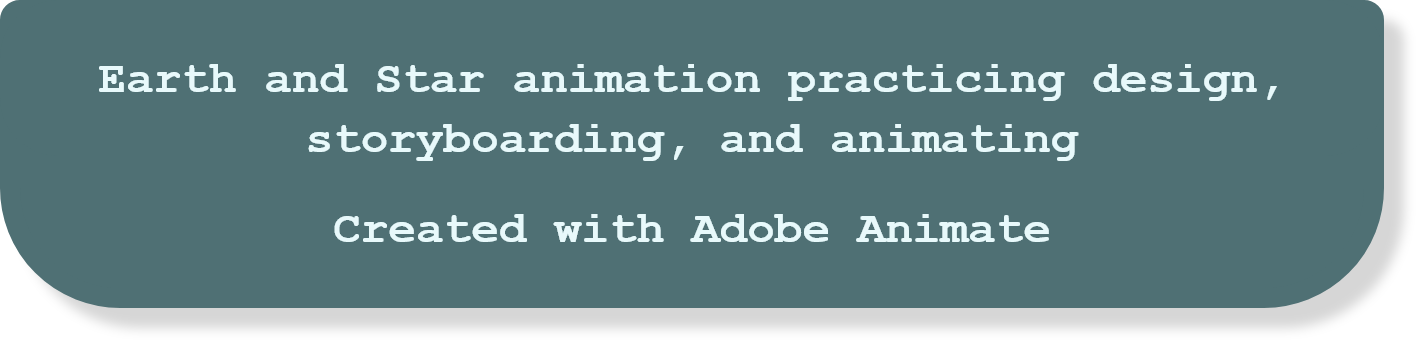 Earth and Star animation practicing design,
storyboarding, and animating
Created with Adobe Animate